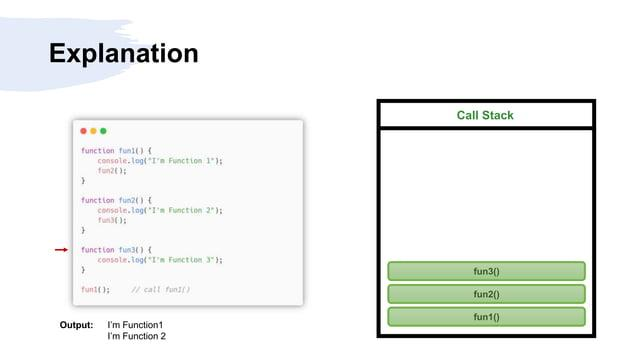 Explanation
function fun1() {
    console.log("I'm Function 1");
    fun2();
}
function fun2() {
    console.log("I'm Function 2");
    fun3();
}
function fun3() {
    console.log("I'm Function 3");
}
fun1();     // call fun1()
Output: I'm Function1
I'm Function 2
Call Stack
fun3()
fun2()
fun1()